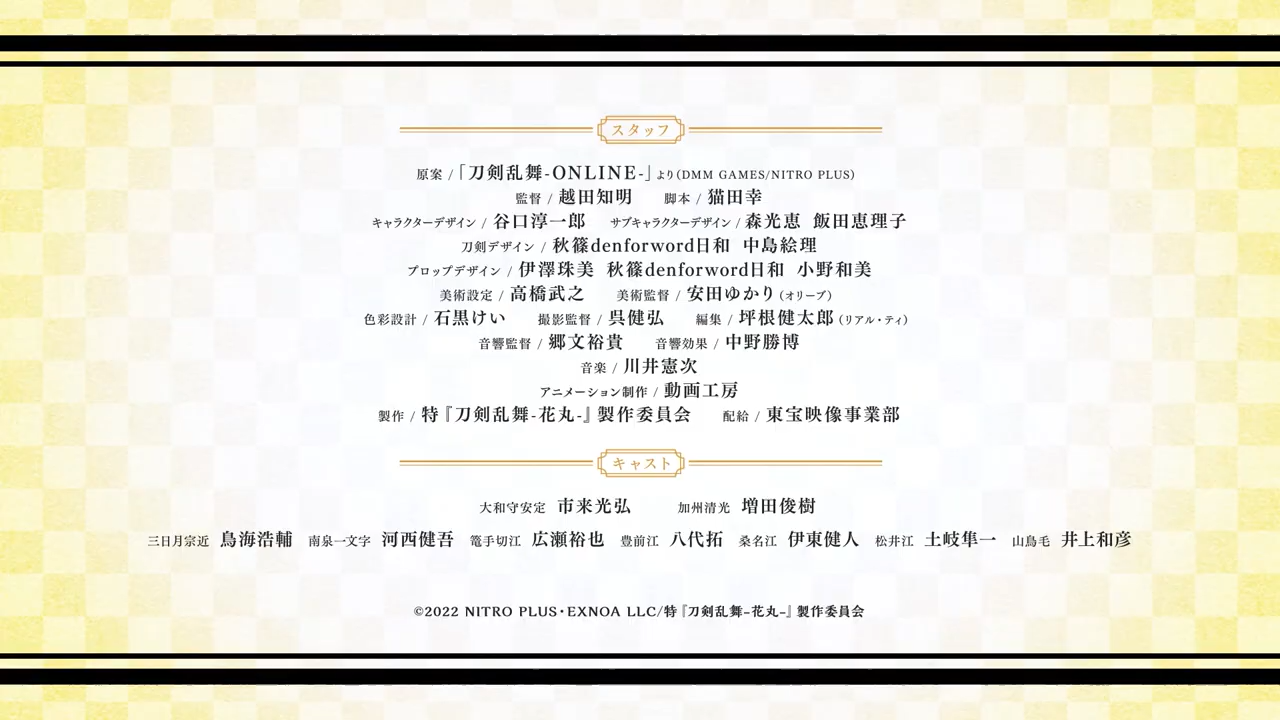 スタッフ
原案 /「刀剣乱舞-ONLINE-」より(DMM GAMES/NITRO PLUS)
監督 / 越田知明 脚本 / 猫田幸
キャラクターデザイン / 谷口淳一郎 サブキャラクターデザイン / 森光恵 飯田恵理子
刀剣デザイン / 秋篠denforword日和 中島絵理
プロップデザイン / 伊澤珠美 秋篠denforword日和 小野和美
美術設定 / 高橋武之 美術監督 / 安田ゆかり(オリーブ)
色彩設計 / 石黒けい 撮影監督 / 呉健弘 編集 / 坪根健太郎(リアル・ティ)
音響監督 / 郷文裕貴 音響効果 / 中野勝博
音楽 / 川井憲次
アニメーション制作 / 動画工房
製作 / 特『刀剣乱舞-花丸-』製作委員会 配給 / 東宝映像事業部
キャスト
大和守安定 市来光弘 加州清光 増田俊樹
三日月宗近 鳥海浩輔 南泉一文字 河西健吾 篭手切江 広瀬裕也 豊前江 八代拓 桑名江 伊東健人 松井江 土岐隼一 山鳥毛 井上和彦
©2022 NITRO PLUS・EXNOA LLC/特『刀剣乱舞-花丸-』製作委員会